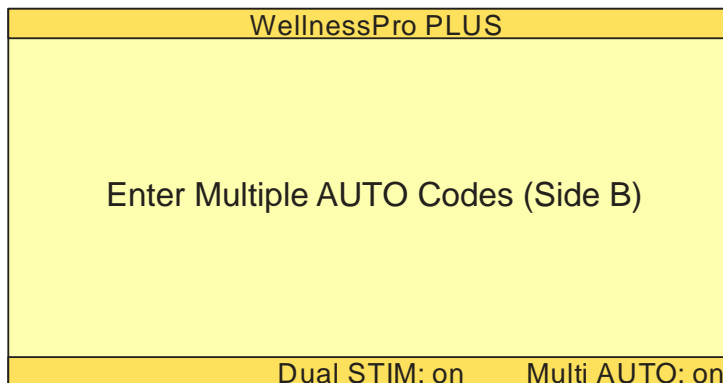 WellnessPro PLUS
Enter Multiple AUTO Codes (Side B)
Dual STIM: on Multi AUTO: on